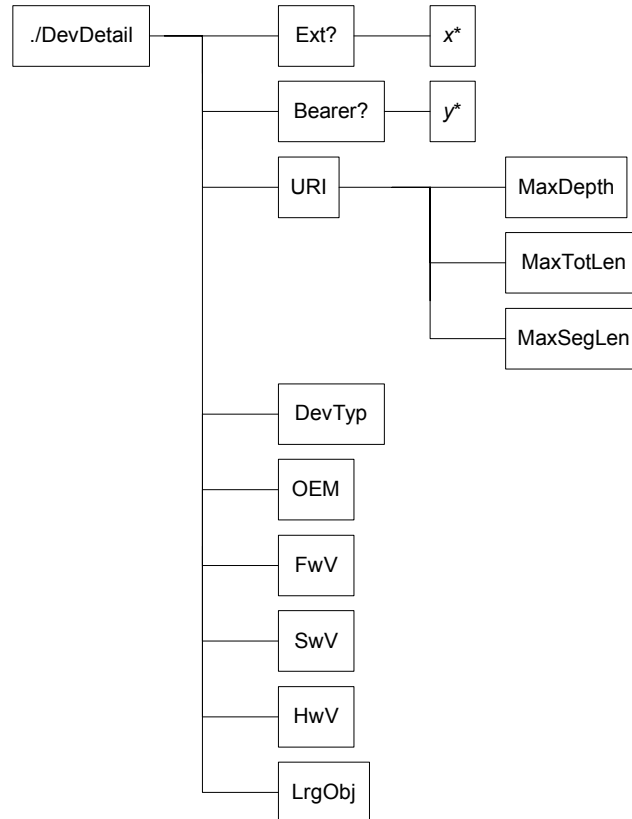 ./DevDetail
Ext?
x*
Bearer?
y*
URI
MaxDepth
MaxTotLen
MaxSegLen
DevTyp
OEM
FwV
SwV
HwV
LrgObj